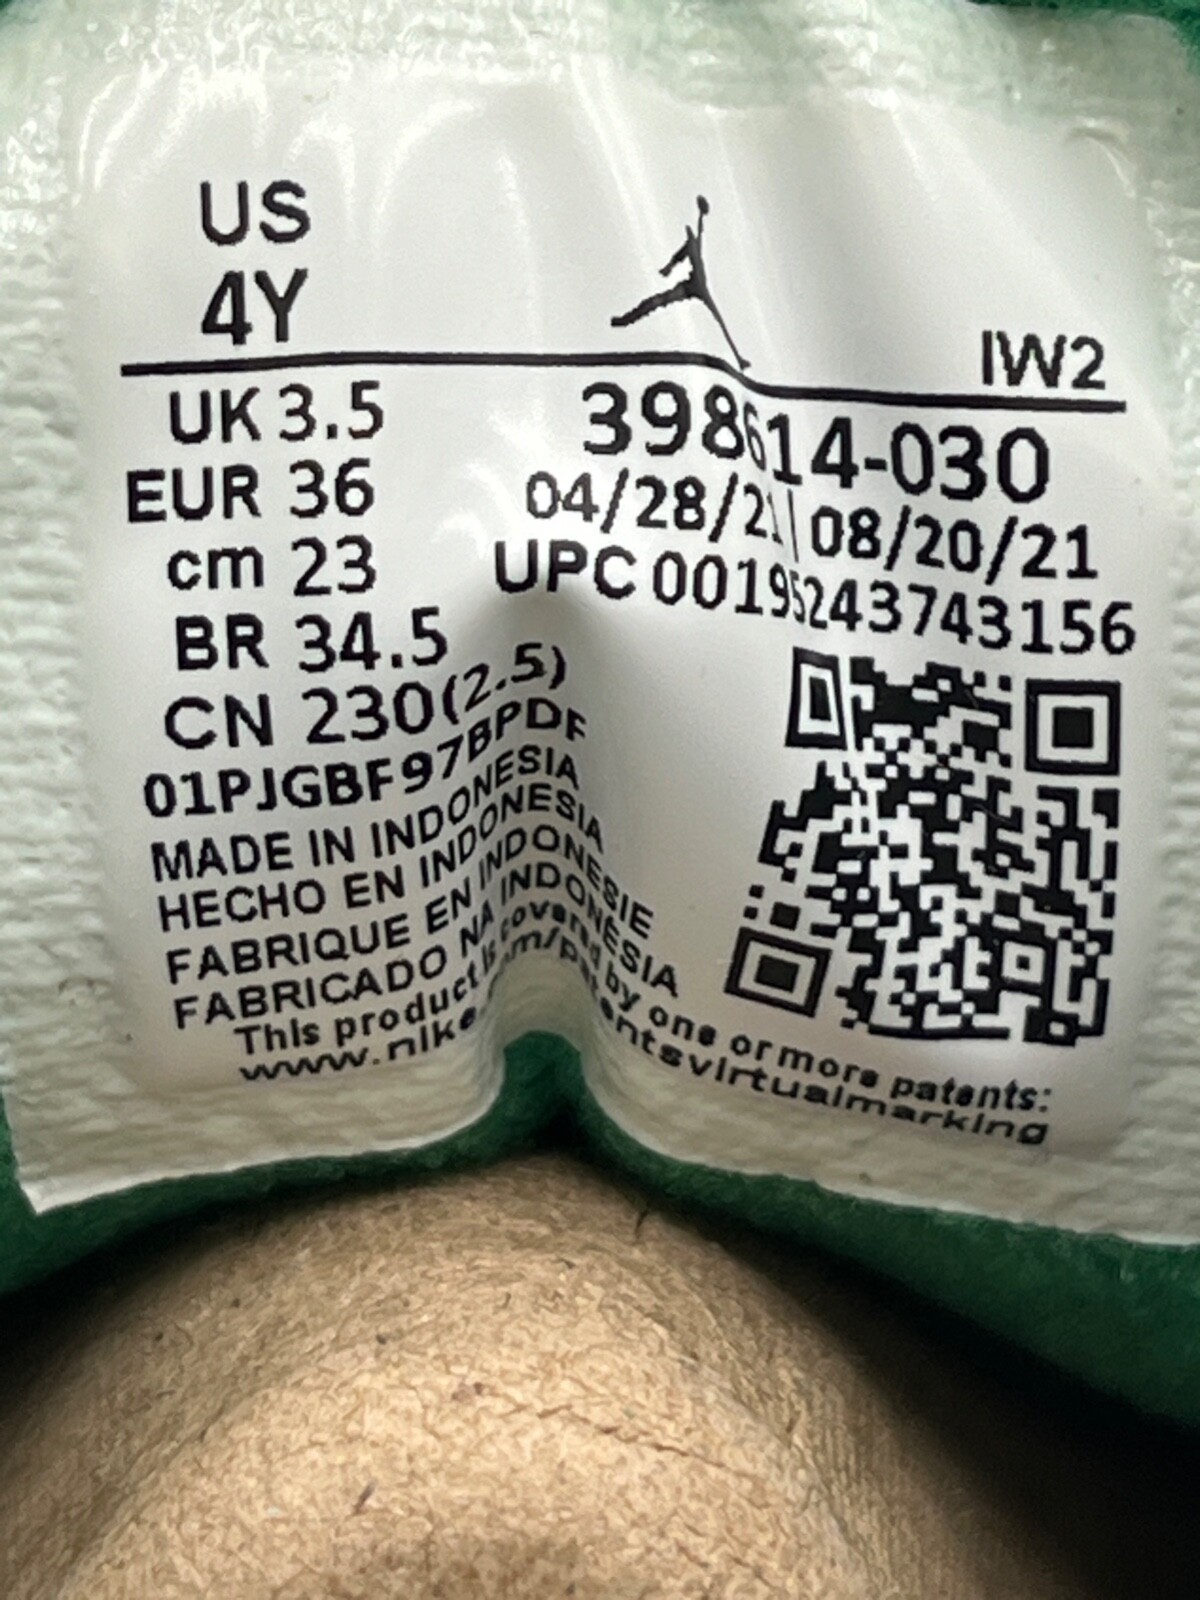 US
4Y
IW2
UK 3.5
398614-030
EUR 36
04/28/21 | 08/20/21
cm 23
UPC 00195243743156
BR 34.5
CN 230(2.5)
01PJGBF97BPDF
MADE IN INDONESIA
HECHO EN INDONESIA
FABRIQUE EN INDONESIE
FABRICADO NA INDONÉSIA
This product is covered by one or more patents:
www.nike.com/patentsvirtualmarking